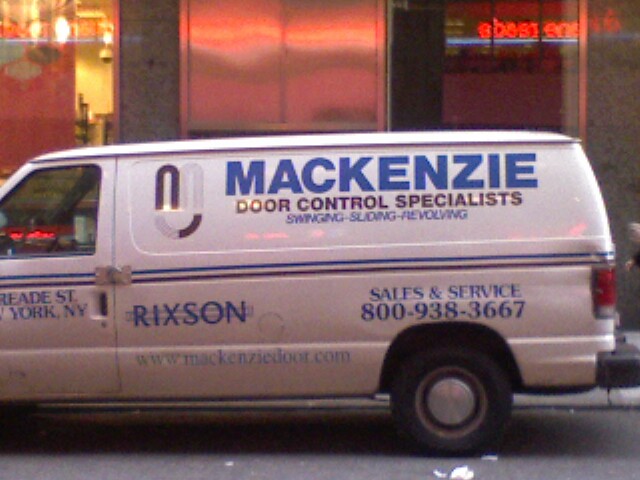 MACKENZIE
DOOR CONTROL SPECIALISTS
SWINGING-SLIDING-REVOLVING
READE ST.
YORK, NY
RIXSON
SALES & SERVICE
800-938-3667
www.mackenziedoor.com